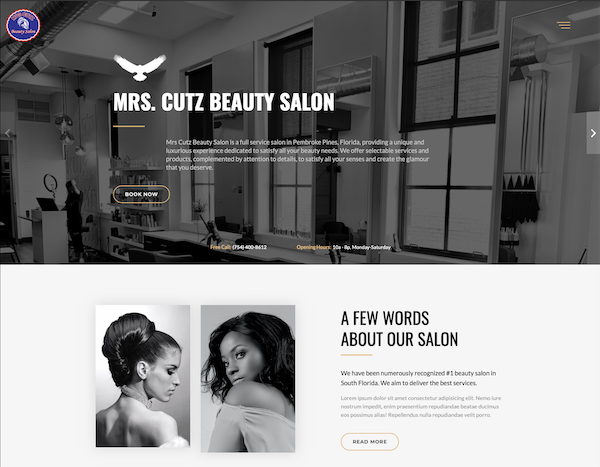 Beauty Salon
MRS. CUTZ BEAUTY SALON
Mrs Cutz Beauty Salon is a full service salon in Pembroke Pines, Florida, providing a unique and
luxurious experience dedicated to satisfy all your beauty needs. We offer selectable services and
products, complemented by attention to details, to satisfy all your senses and create the glamour
that you deserve.
BOOK NOW
Free Call: (754) 400-8612 Opening Hours: 10a - 8p, Monday-Saturday
A FEW WORDS
ABOUT OUR SALON
We have been numerously recognized #1 beauty salon in
South Florida. We aim to deliver the best services.
Lorem ipsum dolor sit amet consectetur adipisicing elit. Nemo iure
nostrum impedit, enim praesentium repudiandae beatae ducimus
eos possimus alias! Repellendus nulla repudiandae velit porro.
READ MORE